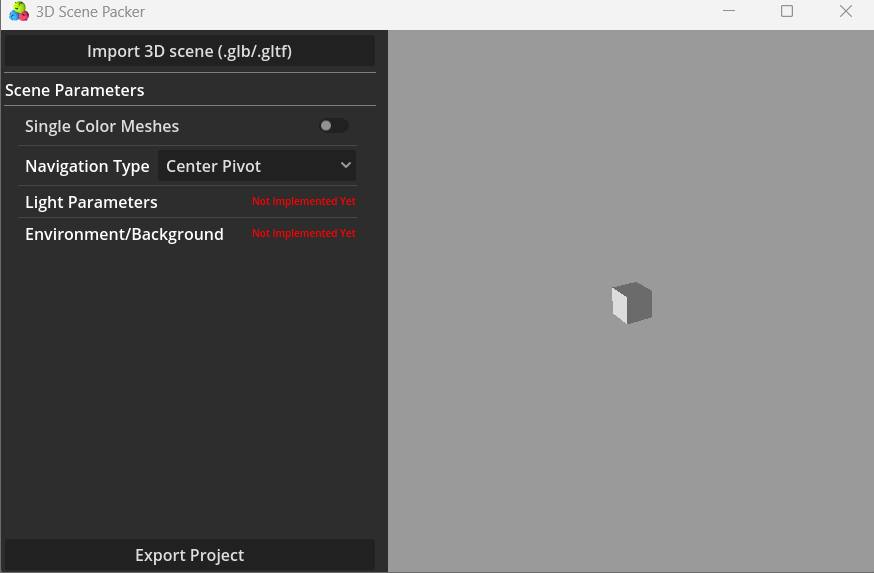 3D Scene Packer
Import 3D scene (.glb/.gltf)
Scene Parameters
Single Color Meshes
Navigation Type Center Pivot
Light Parameters Not Implemented Yet
Environment/Background Not Implemented Yet
Export Project